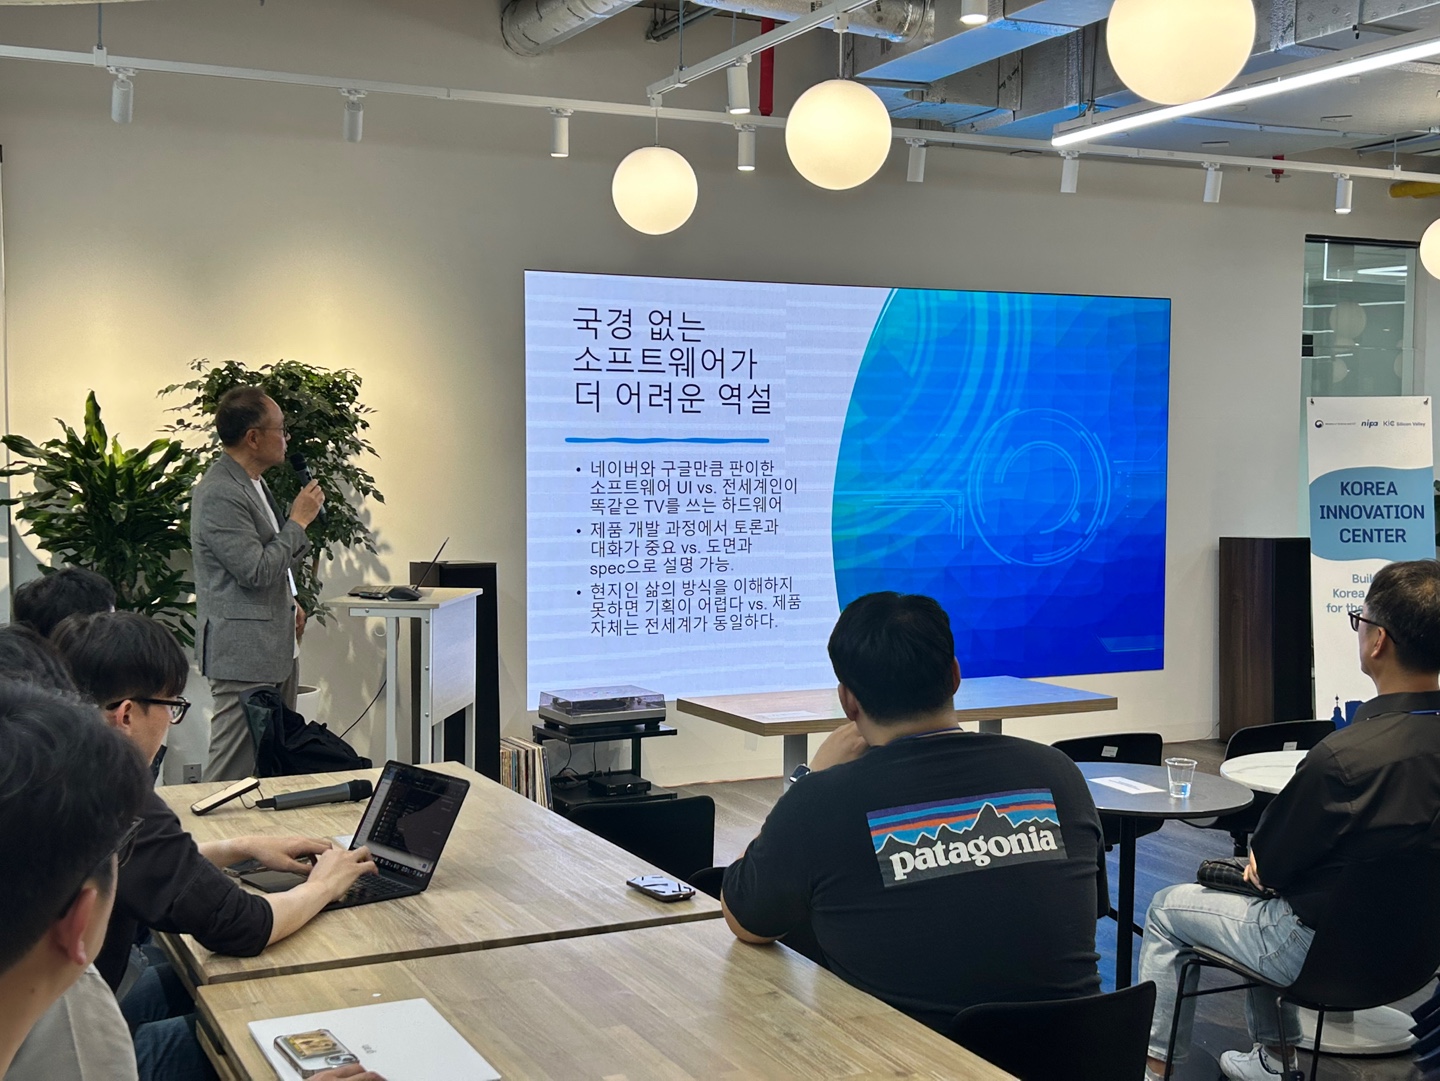 국경 없는
소프트웨어가
더 어려운 역설
• 네이버와 구글만큼 판이한
소프트웨어 UI vs. 전세계인이
똑같은 TV를 쓰는 하드웨어
• 제품 개발 과정에서 토론과
대화가 중요 vs. 도면과
spec으로 설명 가능.
• 현지인 삶의 방식을 이해하지
못하면 기획이 어렵다 vs. 제품
자체는 전세계가 동일하다.
nipa KIC Silicon Valley
KOREA
INNOVATION
CENTER
Korea
for the
patagonia